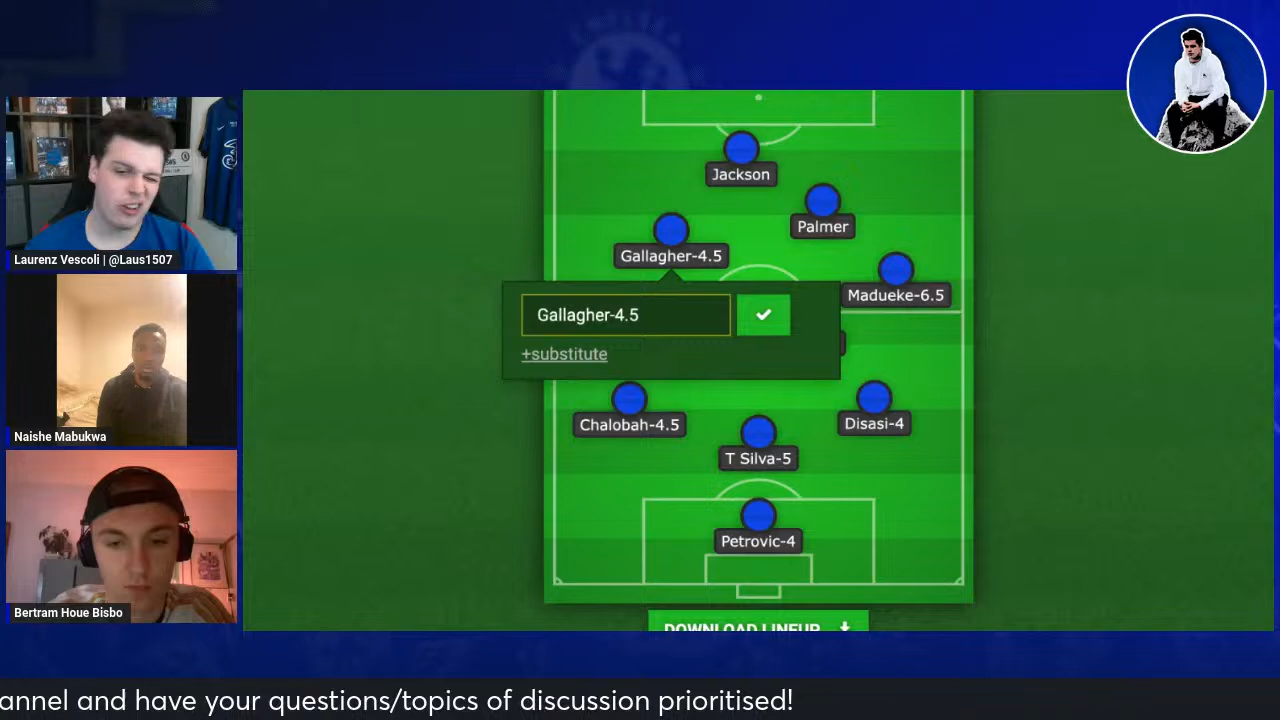 CHELSEA
Laurenz Vescoli | @Laus1507
Naishe Mabukwa
Bertram Houe Bisbo
Jackson
Palmer
Gallagher-4.5
Madueke-6.5
Gallagher-4.5
+substitute
Chalobah-4.5
Disasi-4
T Silva-5
Petrovic-4
DOWNLOAD LINEUP
annel and have your questions/topics of discussion prioritised!